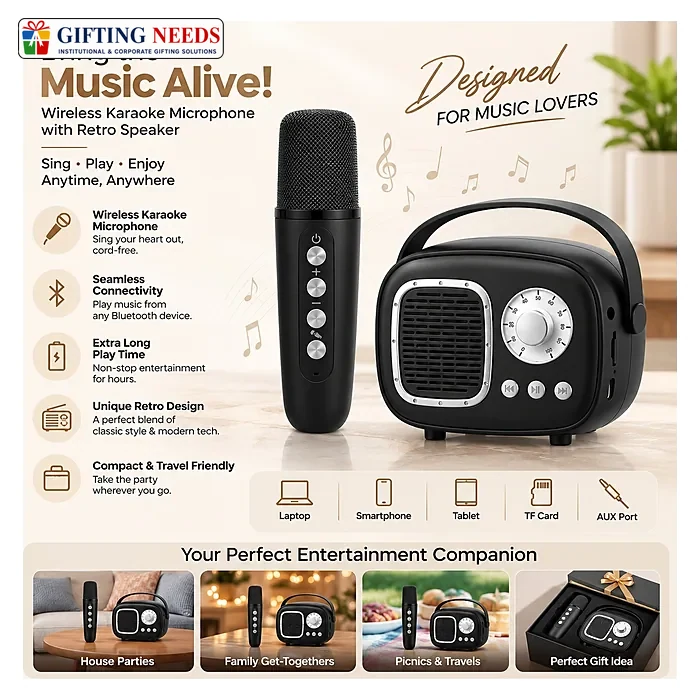 GIFTING NEEDS
INSTITUTIONAL & CORPORATE GIFTING SOLUTIONS
Music Alive!
Wireless Karaoke Microphone
with Retro Speaker
Sing • Play • Enjoy
Anytime, Anywhere
Designed
FOR MUSIC LOVERS
Wireless Karaoke
Microphone
Sing your heart out,
cord-free.
Seamless
Connectivity
Play music from
any Bluetooth device.
Extra Long
Play Time
Non-stop entertainment
for hours.
Unique Retro Design
A perfect blend of
classic style & modern tech.
Compact & Travel Friendly
Take the party
wherever you go.
Laptop
Smartphone
Tablet
TF Card
AUX Port
Your Perfect Entertainment Companion
House Parties
Family Get-Togethers
Picnics & Travels
Perfect Gift Idea